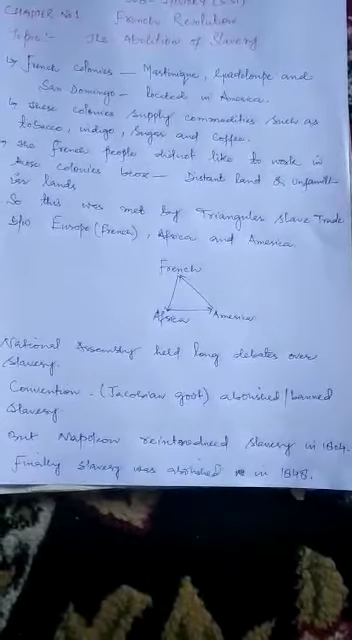 CHAPTER No 1
French Revolution
Topic:- The Abolition of Slavery
↳ French colonies — Martinique, Guadeloupe and
San Domingo - located in America.
↳ These colonies supply commodities such as
tobacco, indigo, sugar and coffee.
The French people didnot like to work in
these colonies bcoz — Distant land & unfamiliar
lands
So this was met by Triangular Slave Trade
b/w Europe (French), Africa and America.
French
Africa America
National Assembly held long debates over
slavery.
Convention - (Jacobian govt) abolished/banned
Slavery
But Napoleon reintroduced slavery in 1804.
Finally slavery was abolished in 1848.